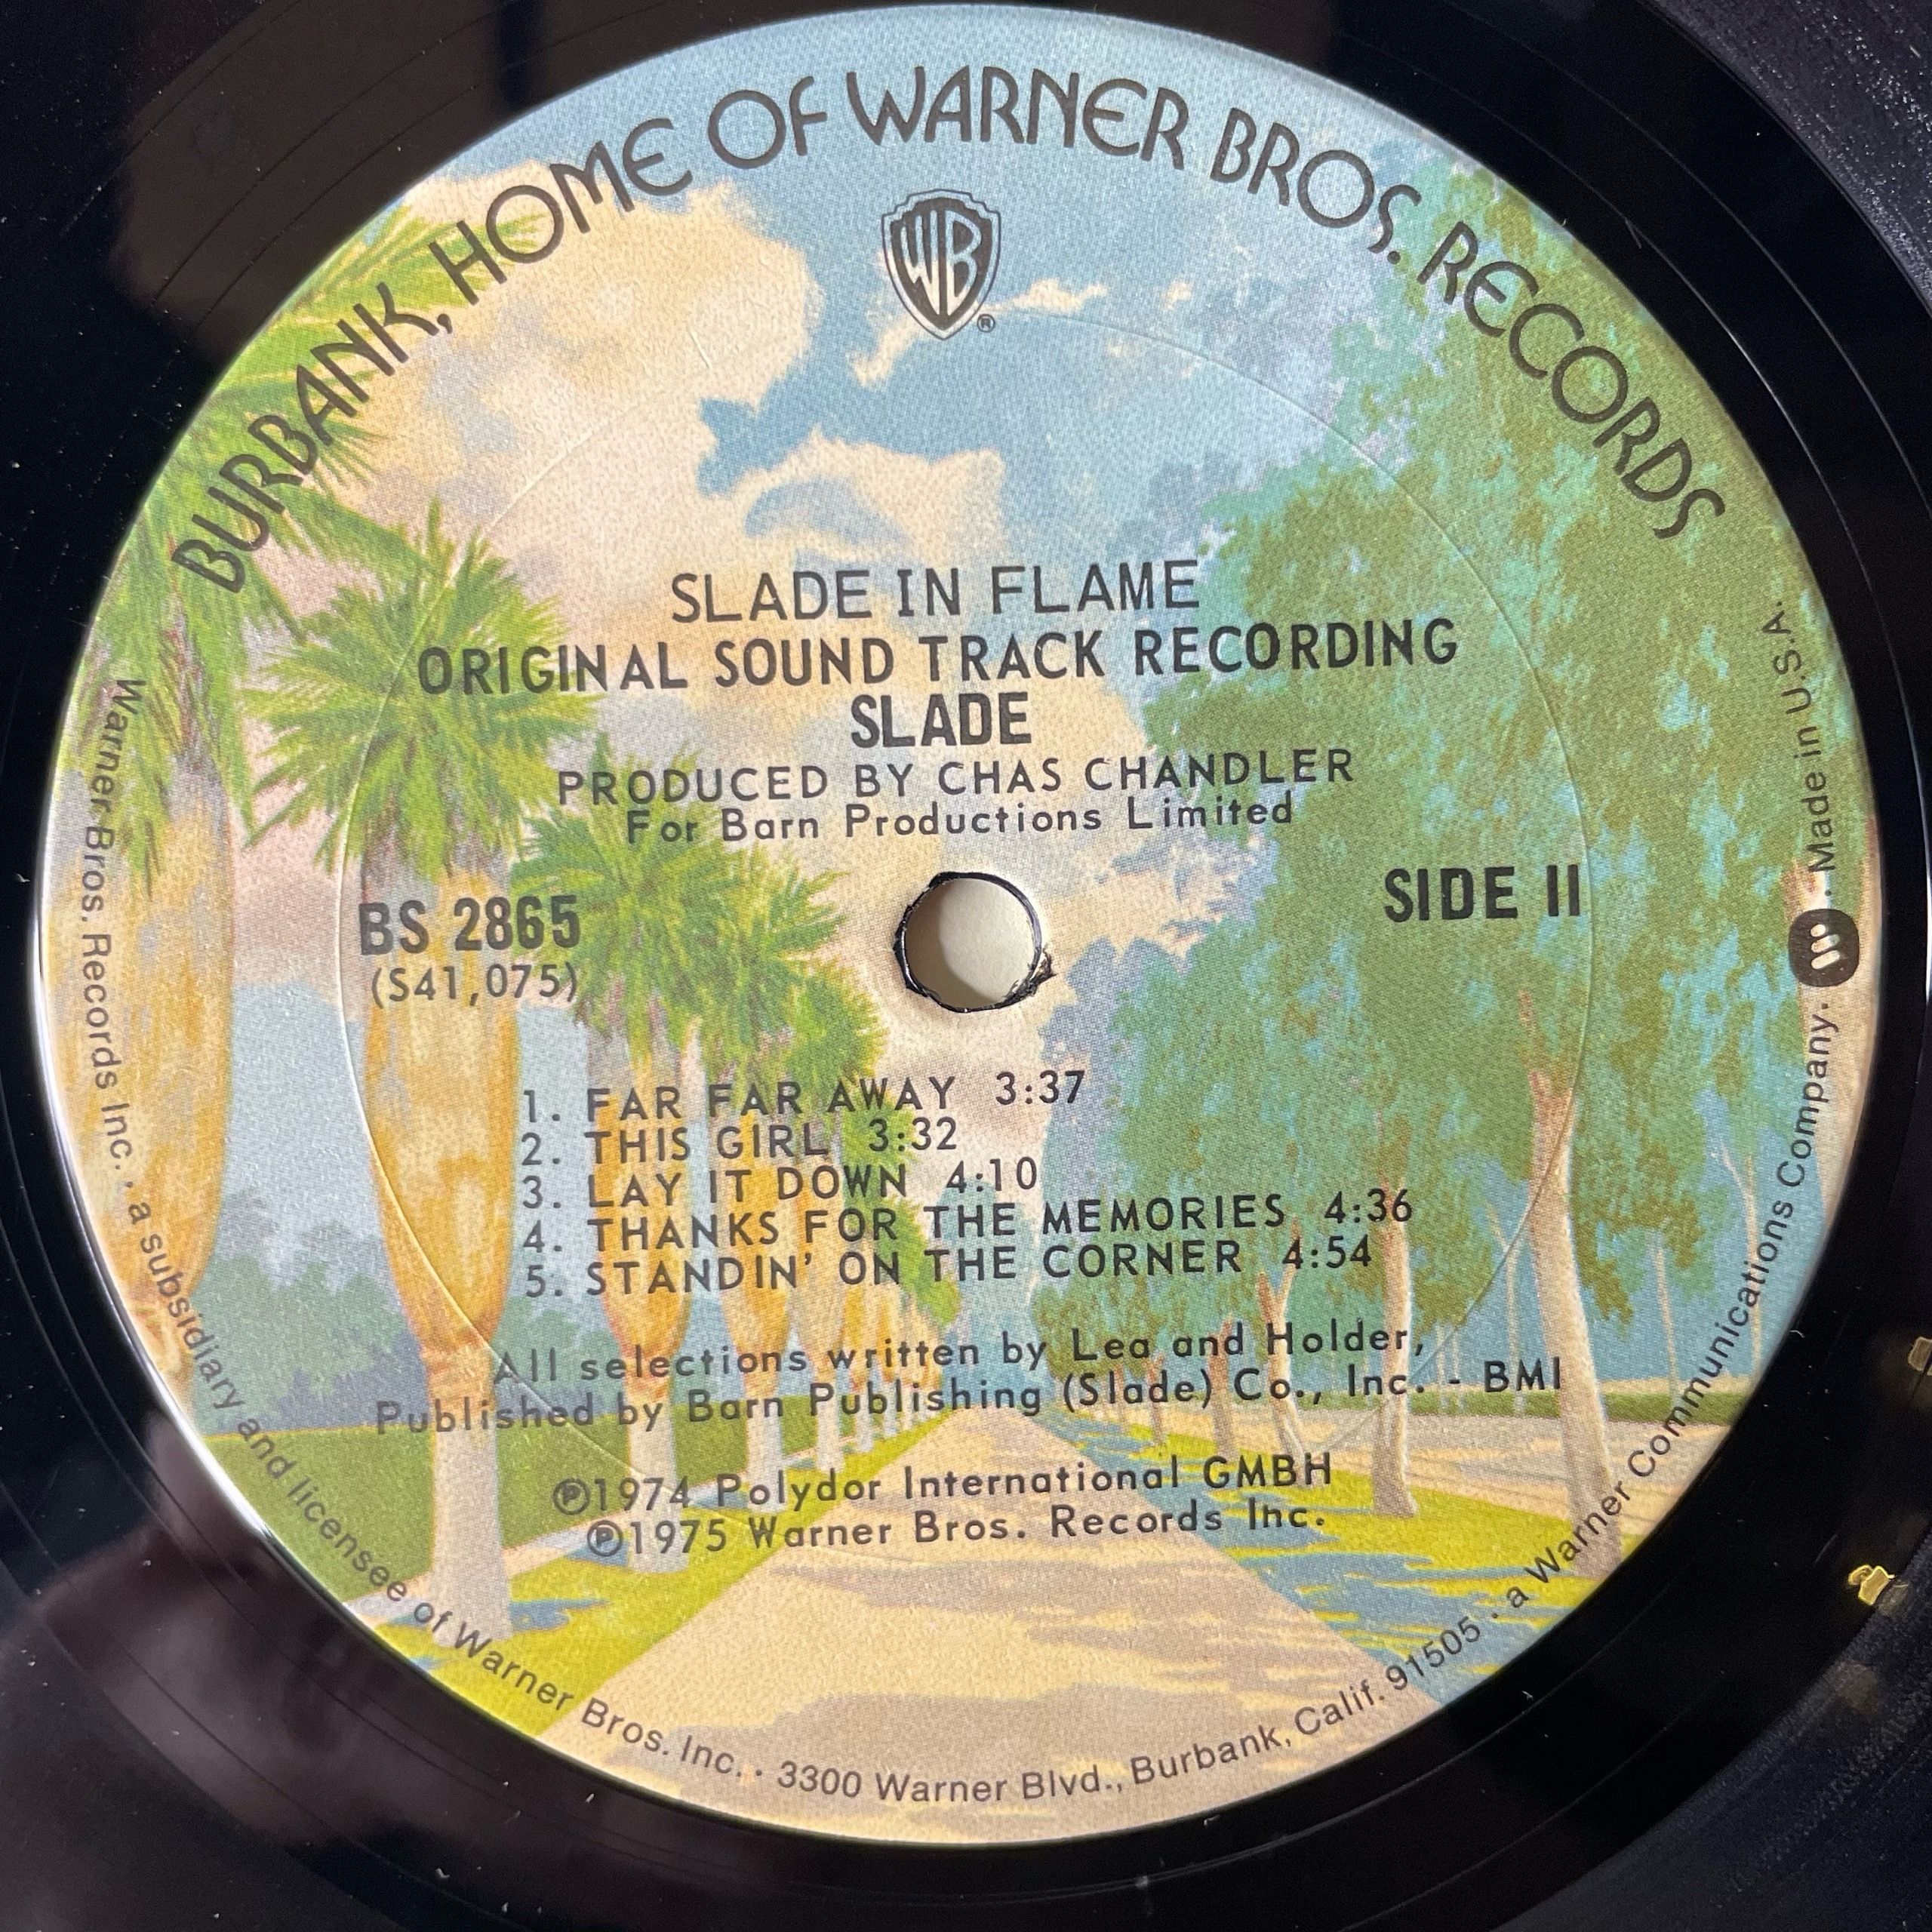 BURBANK, HOME OF WARNER BROS. RECORDS
WB
®
SLADE IN FLAME
ORIGINAL SOUND TRACK RECORDING
SLADE
PRODUCED BY CHAS CHANDLER
For Barn Productions Limited
BS 2865
(S41,075)
SIDE II
1. FAR FAR AWAY 3:37
2. THIS GIRL 3:32
3. LAY IT DOWN 4:10
4. THANKS FOR THE MEMORIES 4:36
5. STANDIN' ON THE CORNER 4:54
All selections written by Lea and Holder,
Published by Barn Publishing (Slade) Co., Inc. - BMI
℗1974 Polydor International GMBH
℗1975 Warner Bros. Records Inc.
Warner Bros. Records Inc. · a subsidiary and licensee of Warner Bros. Inc. · 3300 Warner Blvd., Burbank, Calif. 91505 · a Warner Communications Company. W · Made in U.S.A.